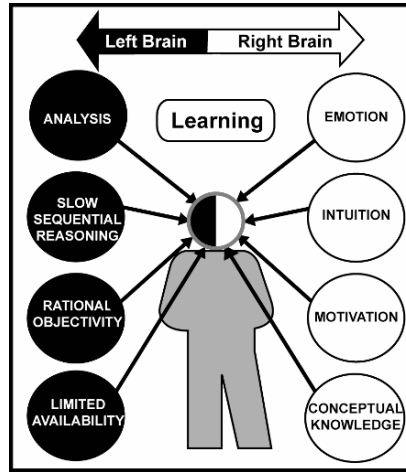 Left Brain Right Brain
Learning
ANALYSIS
SLOW
SEQUENTIAL
REASONING
RATIONAL
OBJECTIVITY
LIMITED
AVAILABILITY
EMOTION
INTUITION
MOTIVATION
CONCEPTUAL
KNOWLEDGE